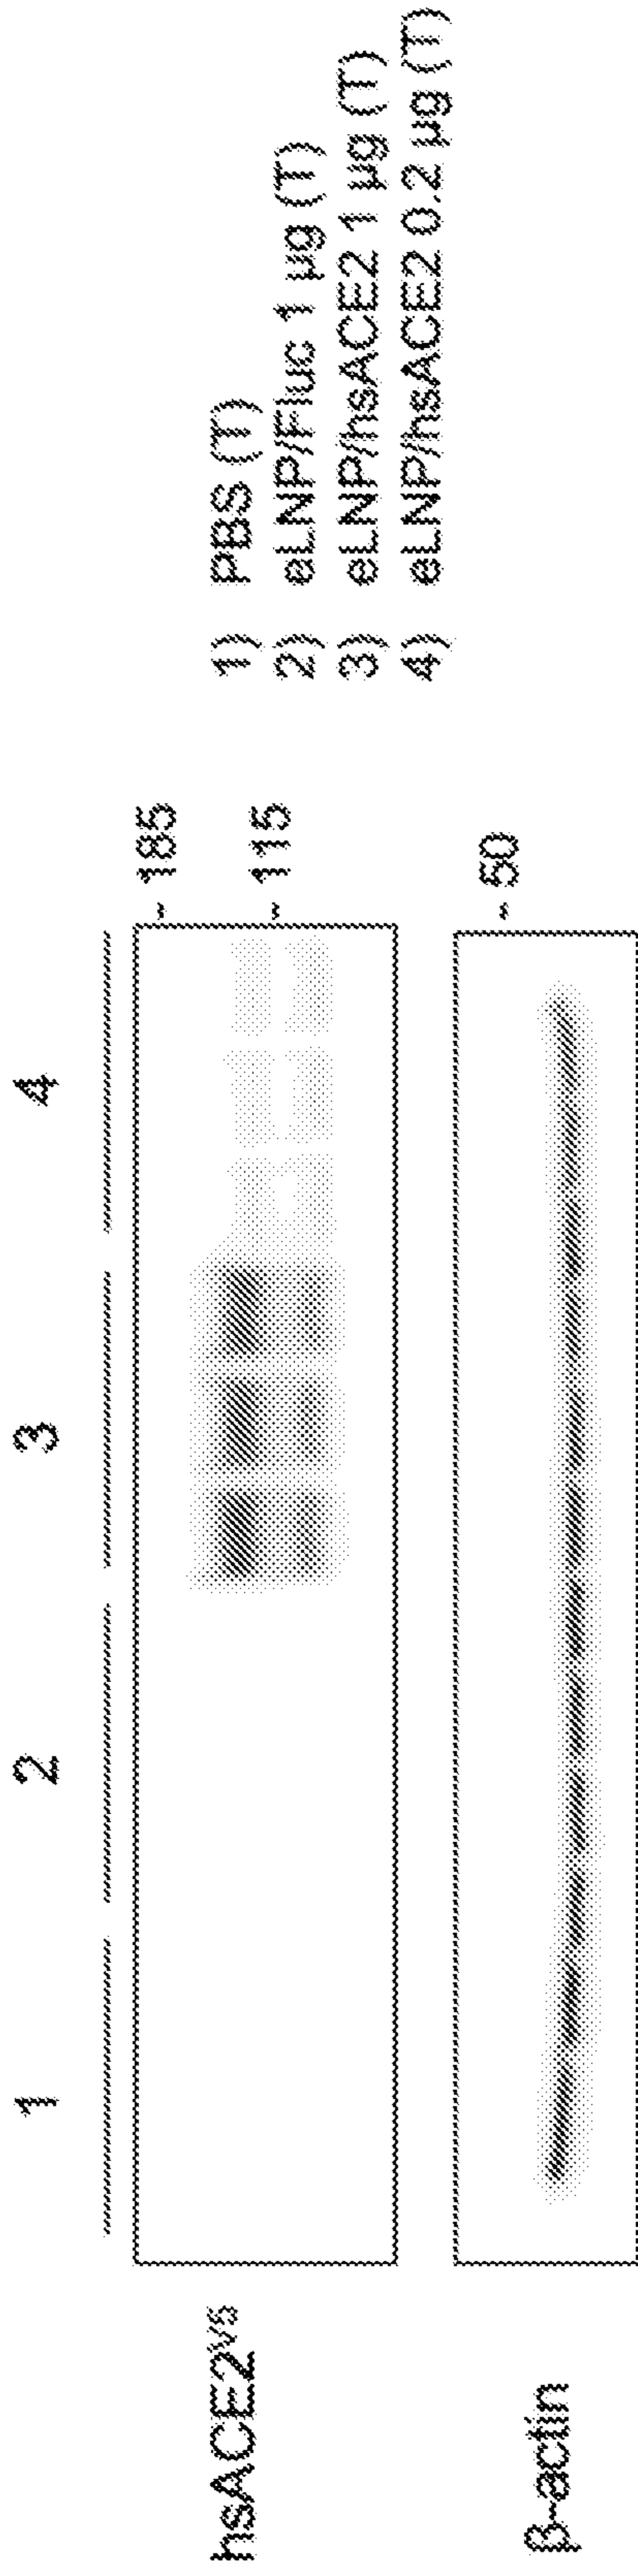 1 2 3 4
hsACE2V5
- 185
- 115
β-actin
- 50
1) PBS (T)
2) eLNP/Fluc 1 µg (T)
3) eLNP/hsACE2 1 µg (T)
4) eLNP/hsACE2 0.2 µg (T)